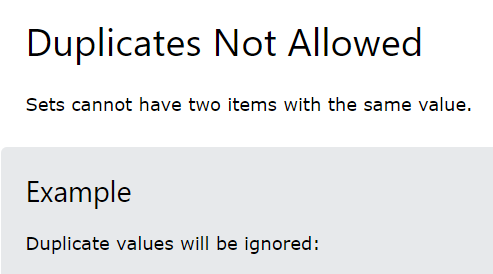 Duplicates Not Allowed
Sets cannot have two items with the same value.
Example
Duplicate values will be ignored: